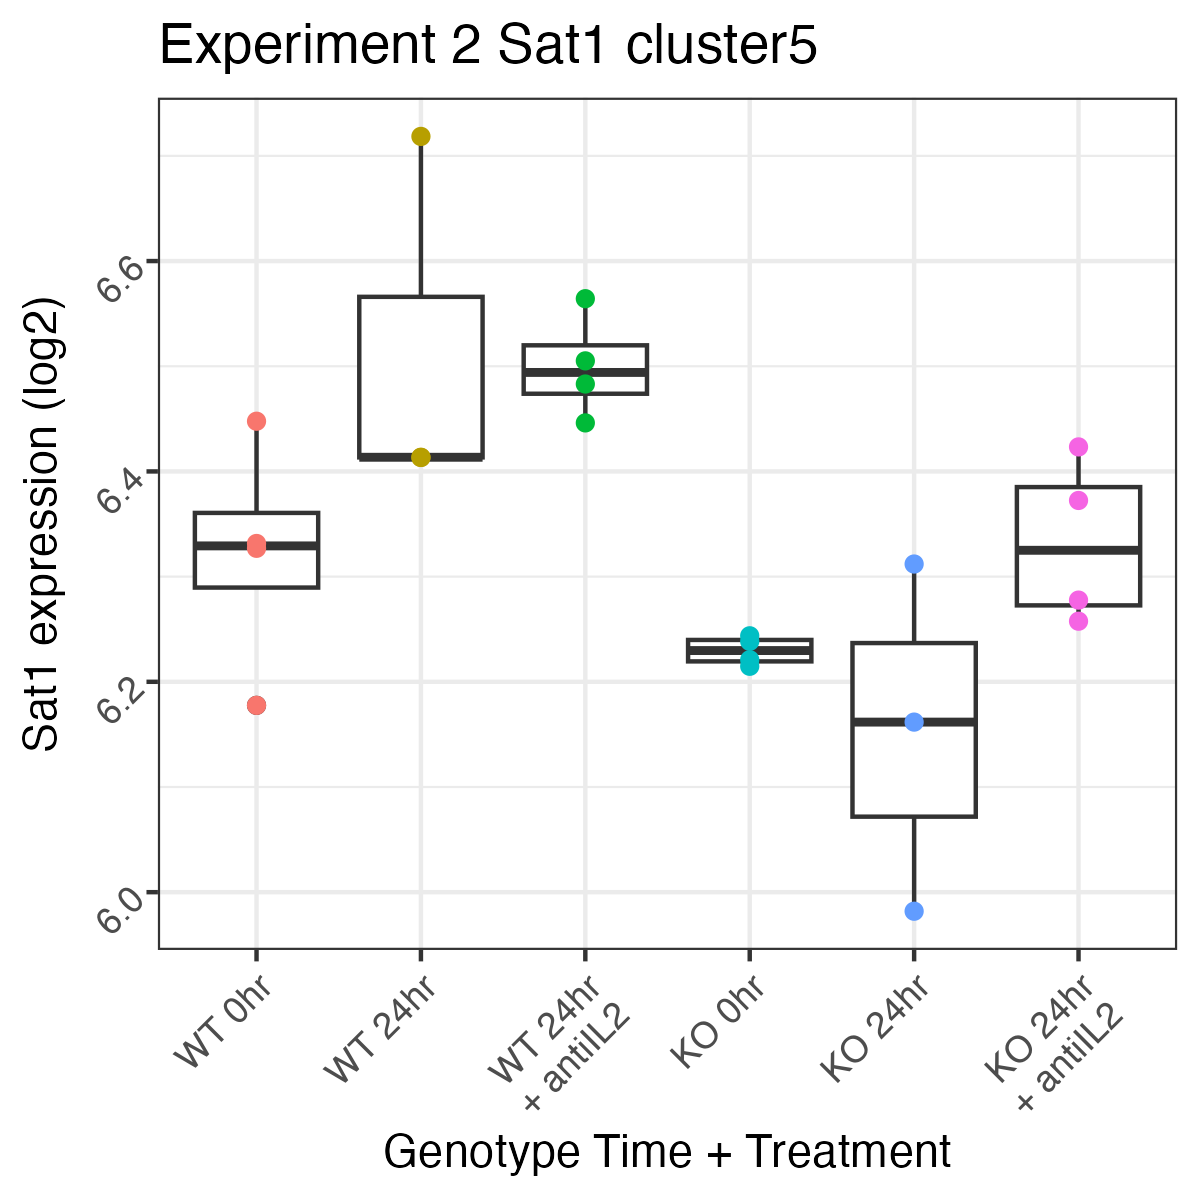 Experiment 2 Sat1 cluster5
Sat1 expression (log2)
6.6
6.4
6.2
6.0
WT 0hr
WT 24hr
WT 24hr
+ antiIL2
KO 0hr
KO 24hr
KO 24hr
+ antiIL2
Genotype Time + Treatment